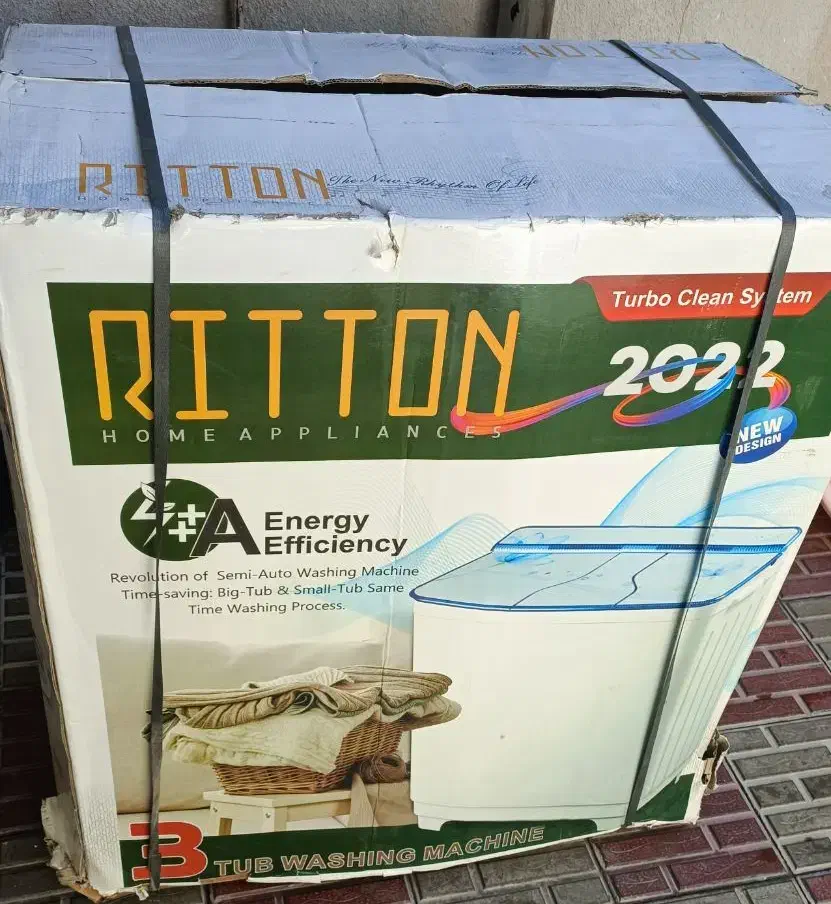 RITTON
RITTON The New Rhythm Of Life
Turbo Clean System
RITTON
2022
HOME APPLIANCES
NEW
DESIGN
++A Energy
Efficiency
Revolution of Semi-Auto Washing Machine
Time-saving: Big-Tub & Small-Tub Same
Time Washing Process.
3 TUB WASHING MACHINE